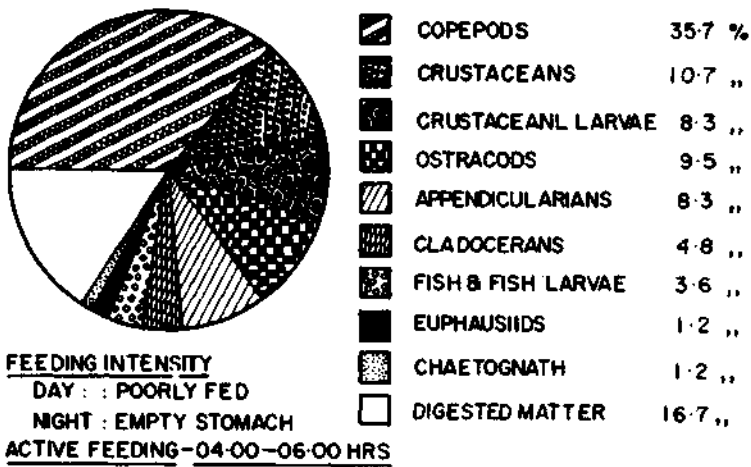 COPEPODS 35·7 %
CRUSTACEANS 10·7 „
CRUSTACEANL LARVAE 8·3 „
OSTRACODS 9·5 „
APPENDICULARIANS 8·3 „
CLADOCERANS 4·8 „
FISH & FISH LARVAE 3·6 „
EUPHAUSIIDS 1·2 „
CHAETOGNATH 1·2 „
DIGESTED MATTER 16·7 „
FEEDING INTENSITY
DAY : : POORLY FED
NIGHT : EMPTY STOMACH
ACTIVE FEEDING-04·00-06·00 HRS